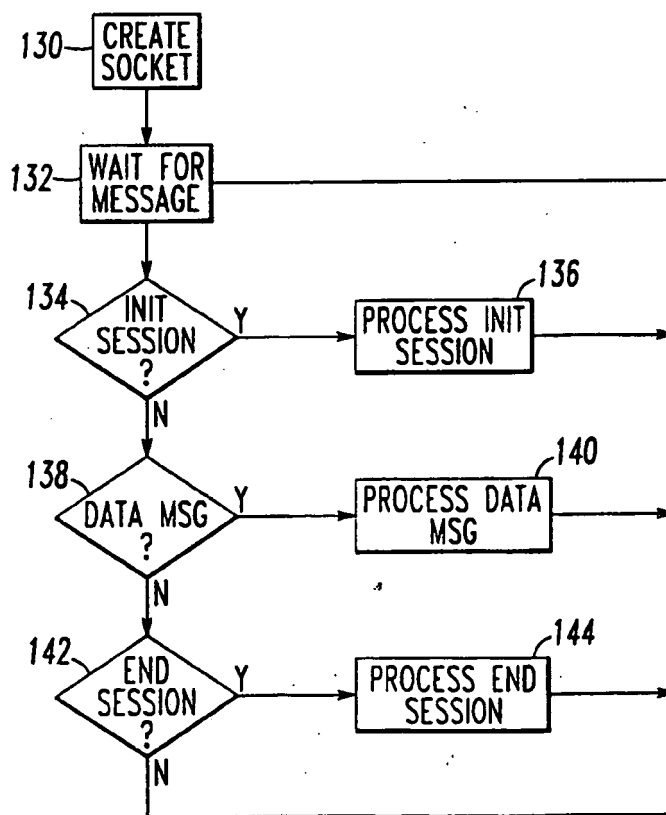 130
CREATE
SOCKET
132
WAIT FOR
MESSAGE
134
INIT
SESSION
?
Y
N
136
PROCESS INIT
SESSION
138
DATA MSG
?
Y
N
140
PROCESS DATA
MSG
142
END
SESSION
?
Y
N
144
PROCESS END
SESSION